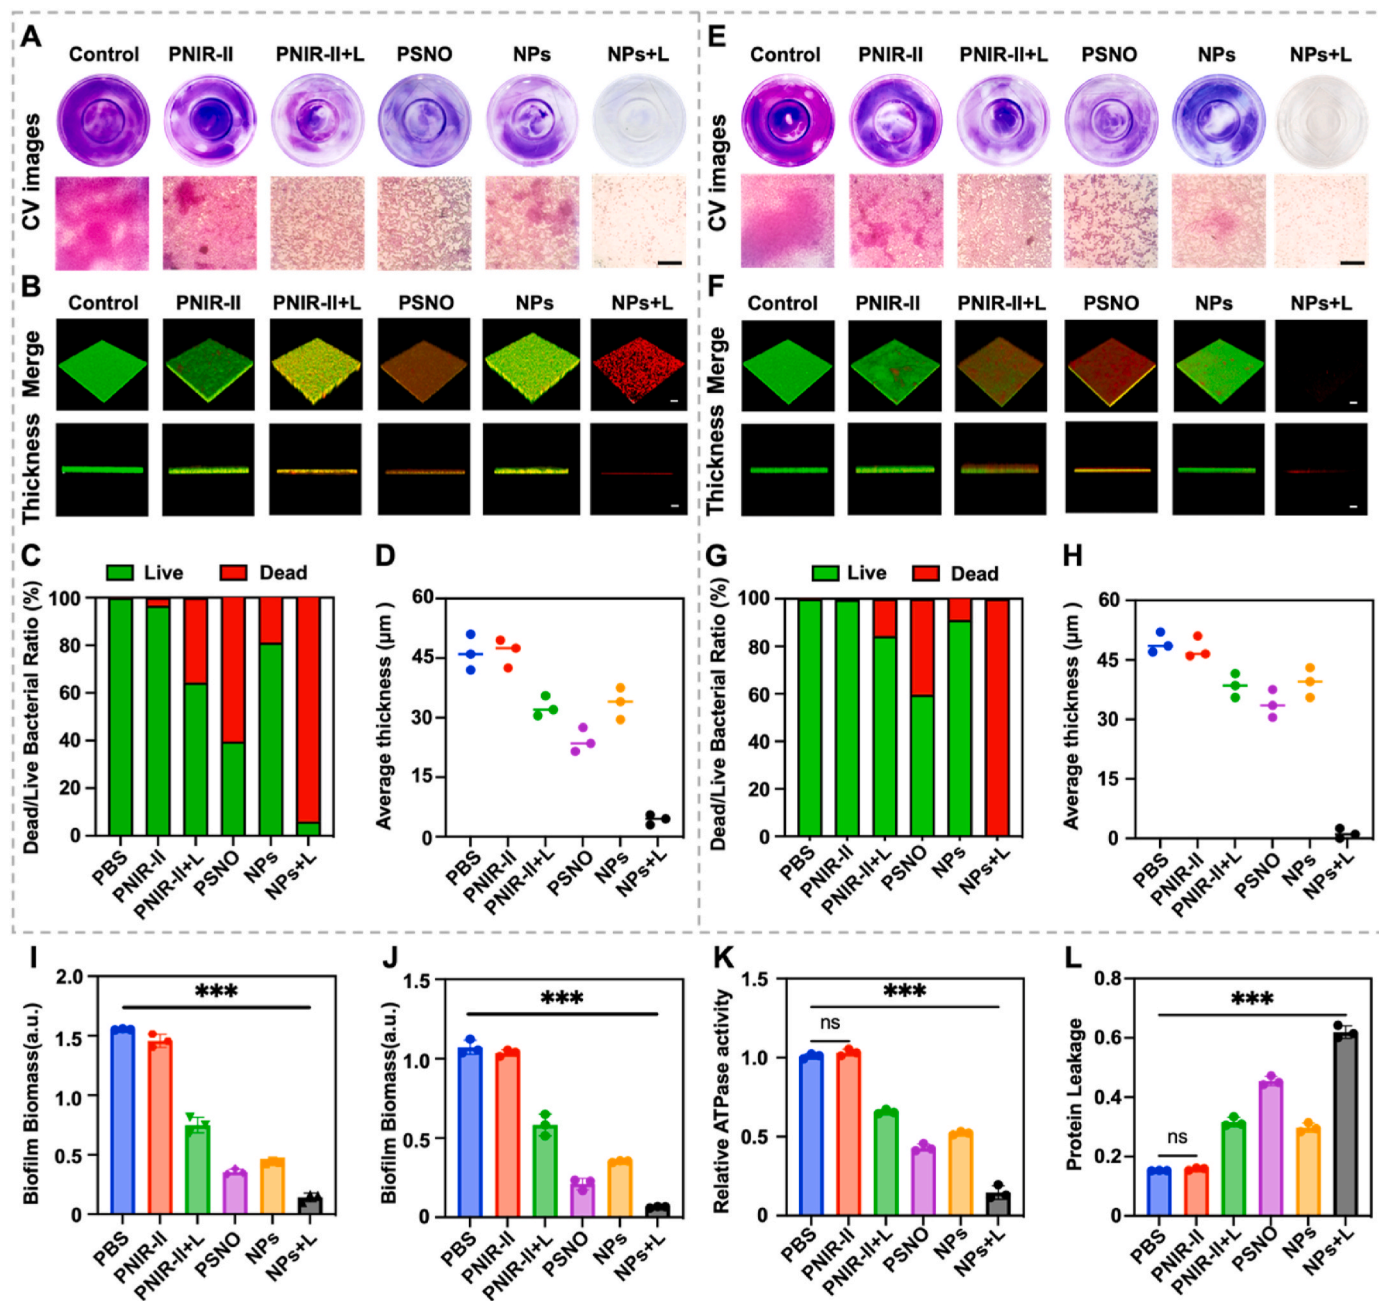 A
Control PNIR-II PNIR-II+L PSNO NPs NPs+L
CV images
B
Control PNIR-II PNIR-II+L PSNO NPs NPs+L
Merge
Thickness
C
Live Dead
Dead/Live Bacterial Ratio (%)
100
80
60
40
20
0
PBS PNIR-II PNIR-II+L PSNO NPs NPs+L
D
Average thickness (μm )
60
45
30
15
0
PBS PNIR-II PNIR-II+L PSNO NPs NPs+L
E
Control PNIR-II PNIR-II+L PSNO NPs NPs+L
CV images
F
Control PNIR-II PNIR-II+L PSNO NPs NPs+L
Merge
Thickness
G
Live Dead
Dead/Live Bacterial Ratio (%)
100
80
60
40
20
0
PBS PNIR-II PNIR-II+L PSNO NPs NPs+L
H
Average thickness (μm )
60
45
30
15
0
PBS PNIR-II PNIR-II+L PSNO NPs NPs+L
I
Biofilm Biomass(a.u.)
2.0
1.5
1.0
0.5
0
***
PBS PNIR-II PNIR-II+L PSNO NPs NPs+L
J
Biofilm Biomass(a.u.)
1.5
1.0
0.5
0
***
PBS PNIR-II PNIR-II+L PSNO NPs NPs+L
K
Relative ATPase activity
1.5
1.0
0.5
0
***
ns
PBS PNIR-II PNIR-II+L PSNO NPs NPs+L
L
Protein Leakage
0.8
0.6
0.4
0.2
0
***
ns
PBS PNIR-II PNIR-II+L PSNO NPs NPs+L